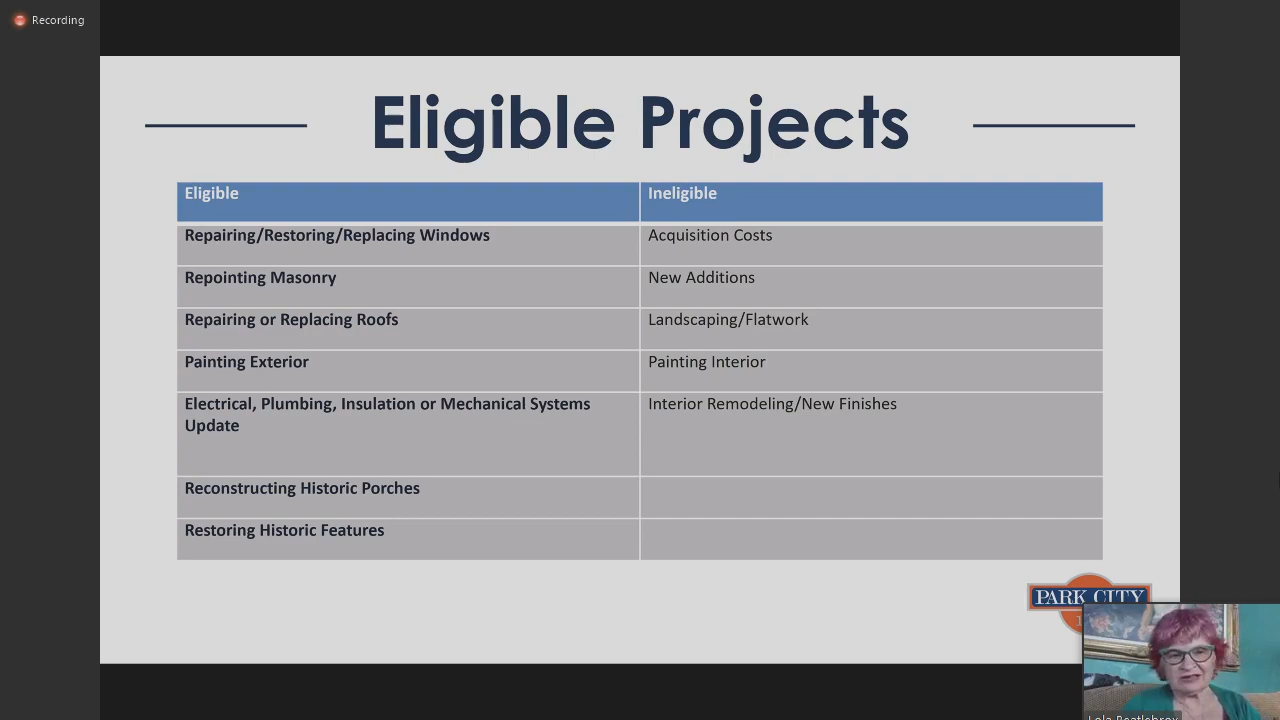 Recording
Eligible Projects
Eligible
Ineligible
Repairing/Restoring/Replacing Windows
Acquisition Costs
Repointing Masonry
New Additions
Repairing or Replacing Roofs
Landscaping/Flatwork
Painting Exterior
Painting Interior
Electrical, Plumbing, Insulation or Mechanical Systems
Update
Interior Remodeling/New Finishes
Reconstructing Historic Porches
Restoring Historic Features
PARK CITY